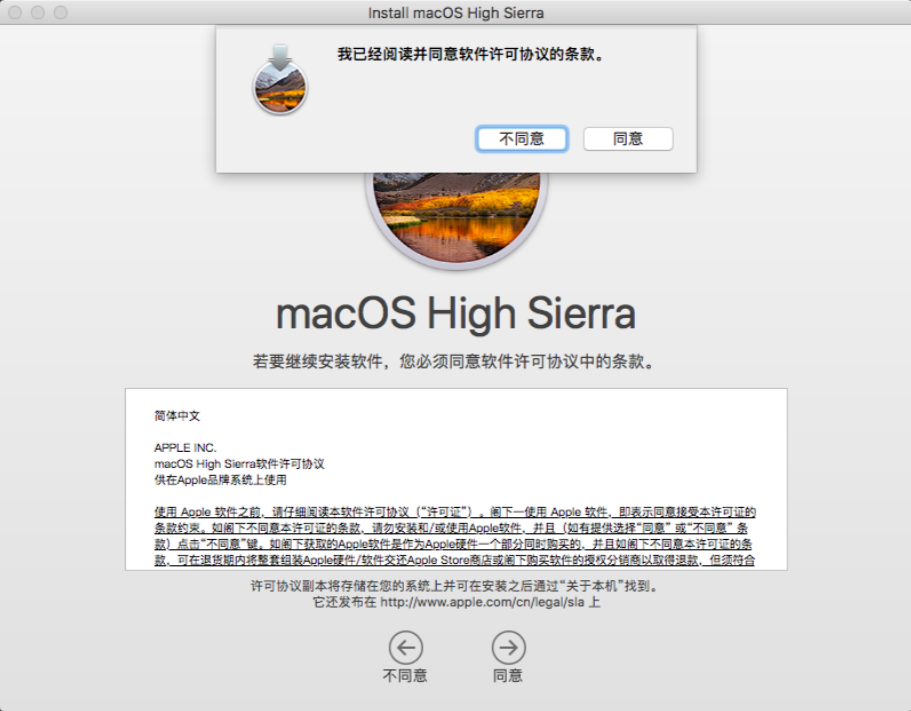 Install macOS High Sierra
我已经阅读并同意软件许可协议的条款。
不同意
同意
macOS High Sierra
若要继续安装软件，您必须同意软件许可协议中的条款。
简体中文
APPLE INC.
macOS High Sierra软件许可协议
供在Apple品牌系统上使用
使用 Apple 软件之前，请仔细阅读本软件许可协议（“许可证”）。阁下一使用 Apple 软件，即表示同意接受本许可证的
条款约束。如阁下不同意本许可证的条款，请勿安装和/或使用Apple软件，并且（如有提供选择“同意” 或“不同意” 条
款）点击“不同意”键。如阁下获取的Apple软件是作为Apple硬件一个部分同时购买的，并且如阁下不同意本许可证的条
款，可在退货期内将整套组装Apple硬件/软件交还Apple Store商店或阁下购买软件的授权分销商以取得退款，但须符合
许可协议副本将存储在您的系统上并可在安装之后通过“关于本机”找到。
它还发布在 http://www.apple.com/cn/legal/sla 上
不同意
同意